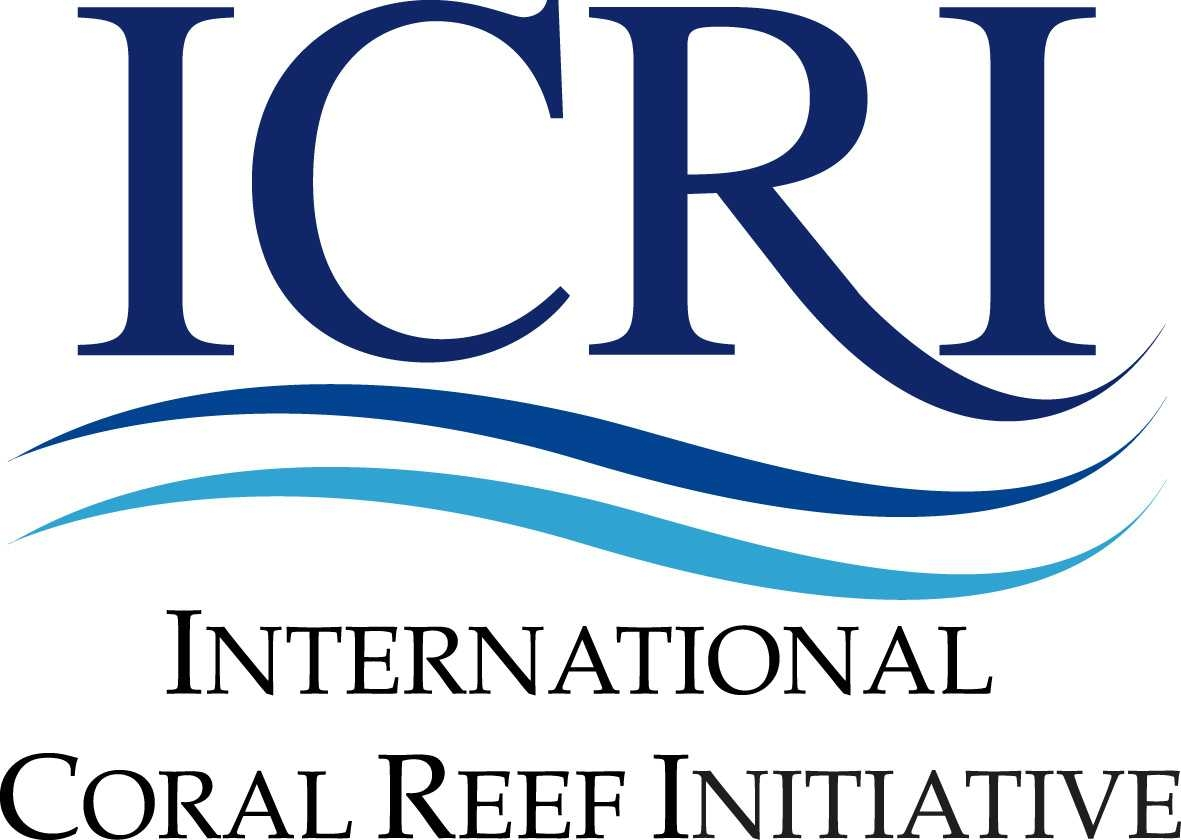 ICRI
INTERNATIONAL
CORAL REEF INITIATIVE